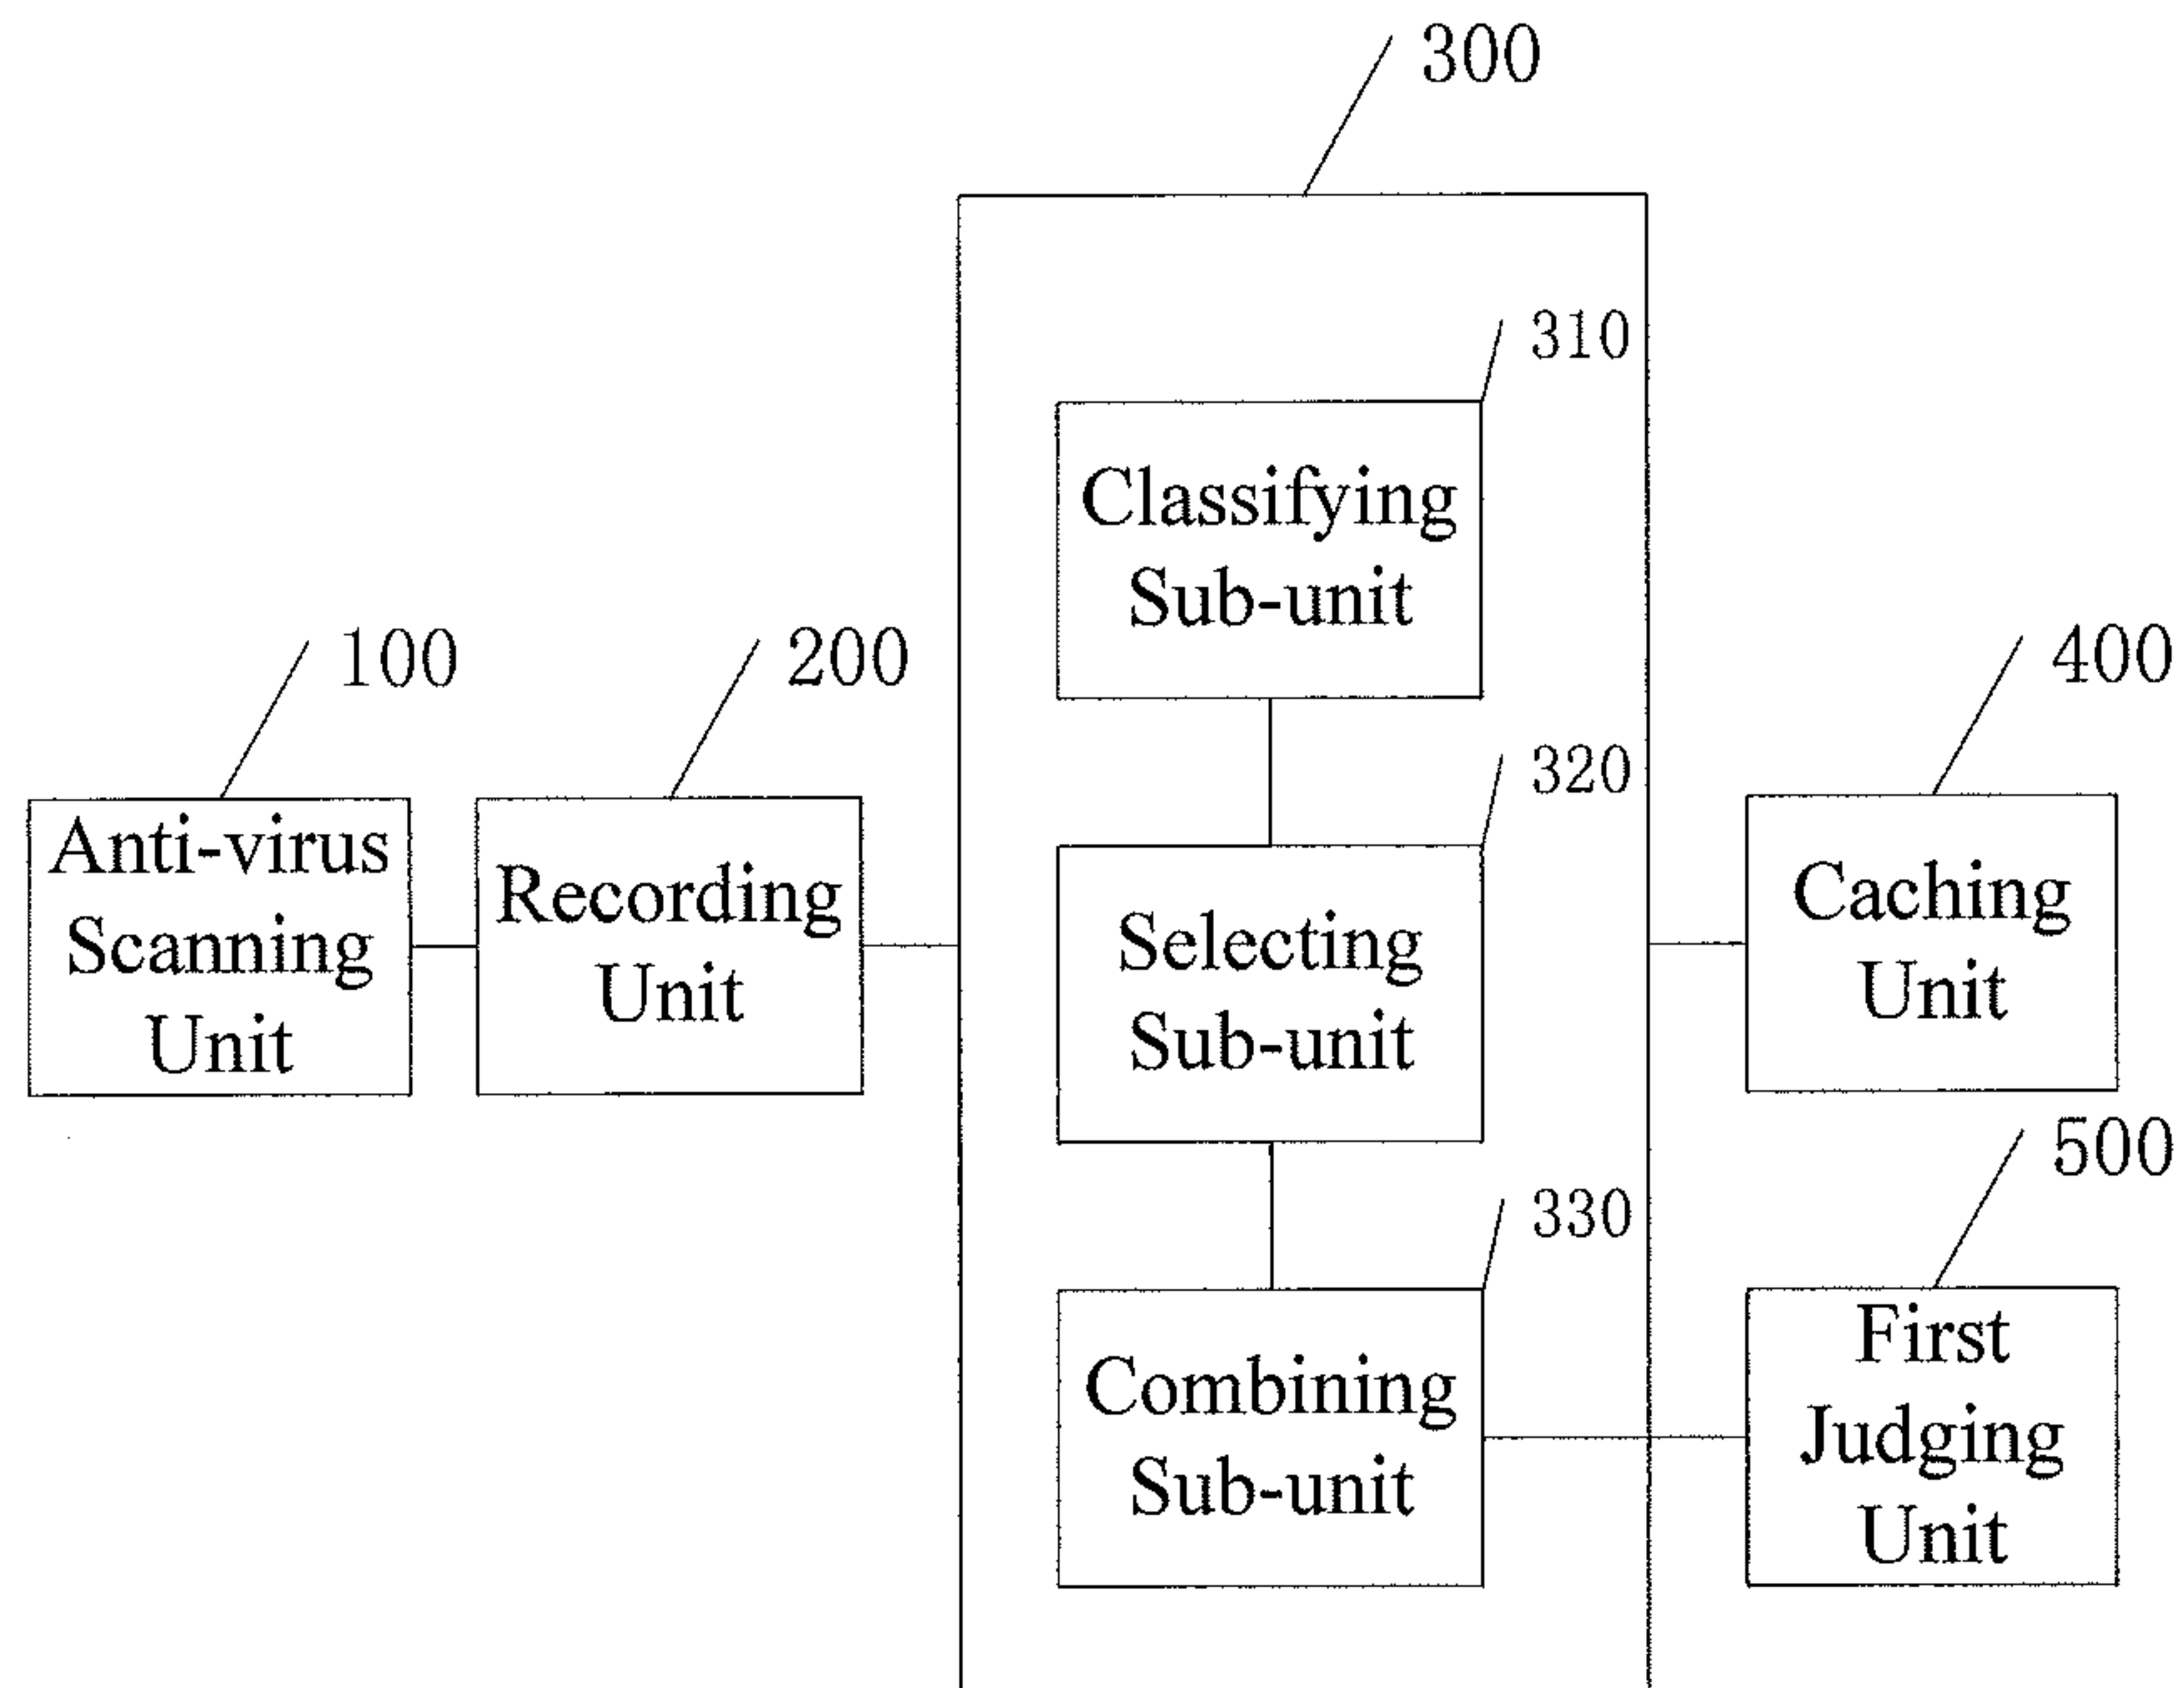 300
310
Classifying
Sub-unit
100
200
400
320
Anti-virus
Scanning
Unit
Recording
Unit
Selecting
Sub-unit
Caching
Unit
500
330
Combining
Sub-unit
First
Judging
Unit